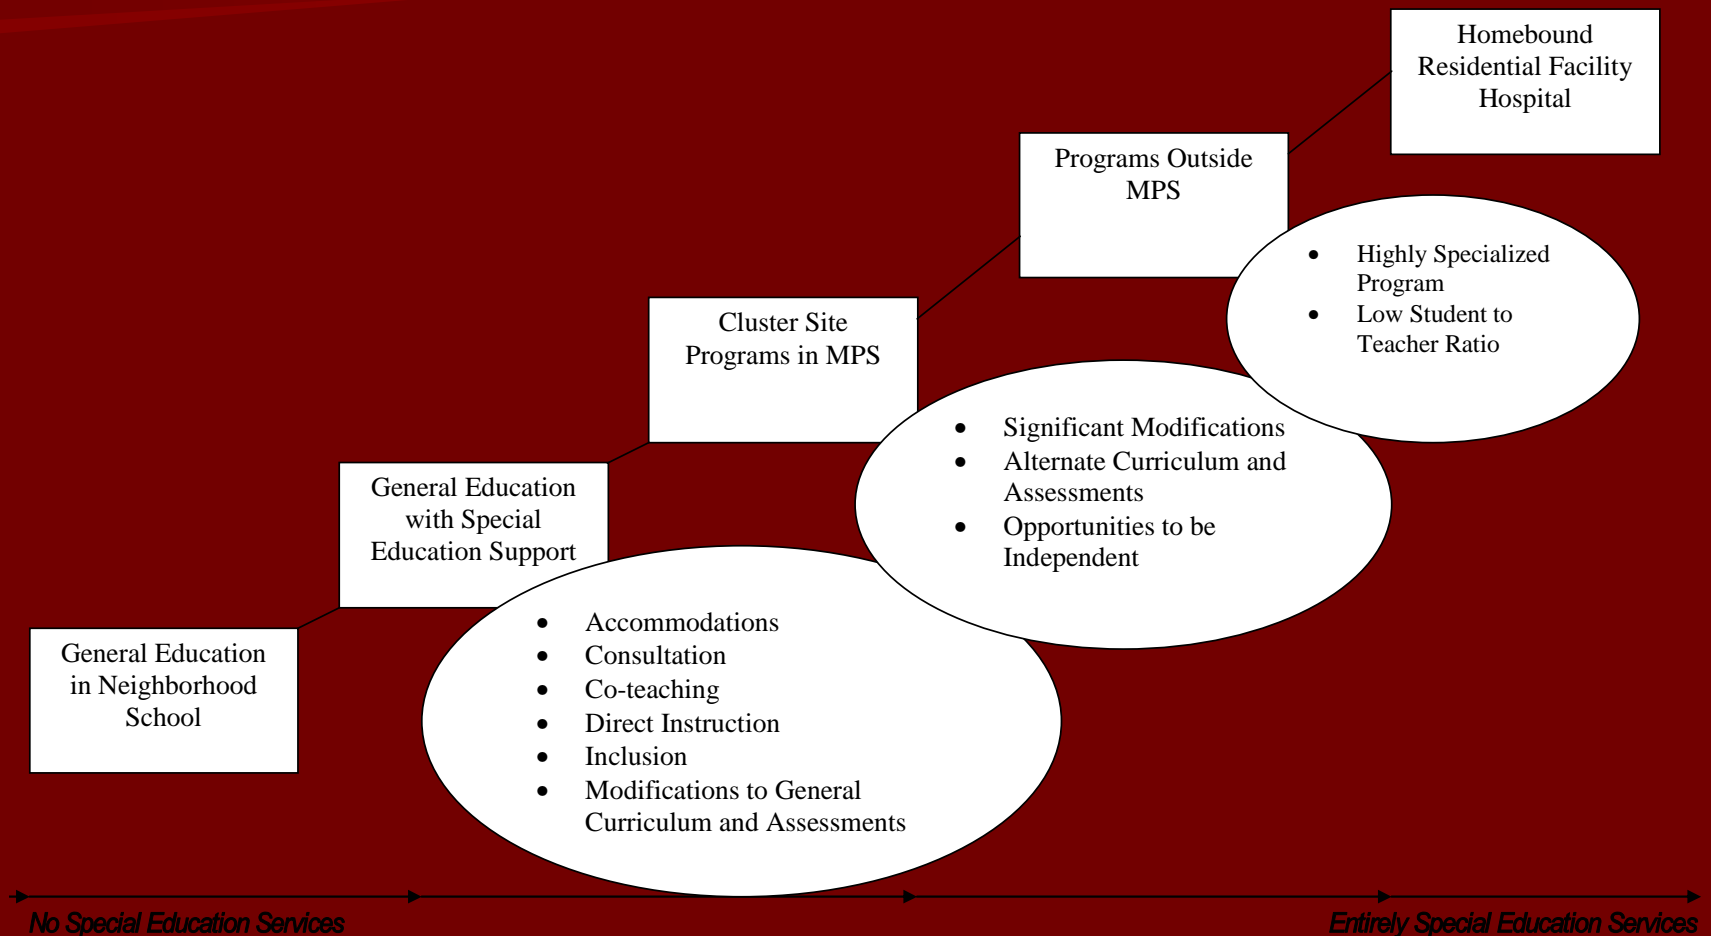 Homebound
Residential Facility
Hospital
Programs Outside
MPS
• Highly Specialized
Program
• Low Student to
Teacher Ratio
Cluster Site
Programs in MPS
• Significant Modifications
• Alternate Curriculum and
Assessments
• Opportunities to be
Independent
General Education
with Special
Education Support
• Accommodations
• Consultation
• Co-teaching
• Direct Instruction
• Inclusion
• Modifications to General
Curriculum and Assessments
General Education
in Neighborhood
School
No Special Education Services
Entirely Special Education Services